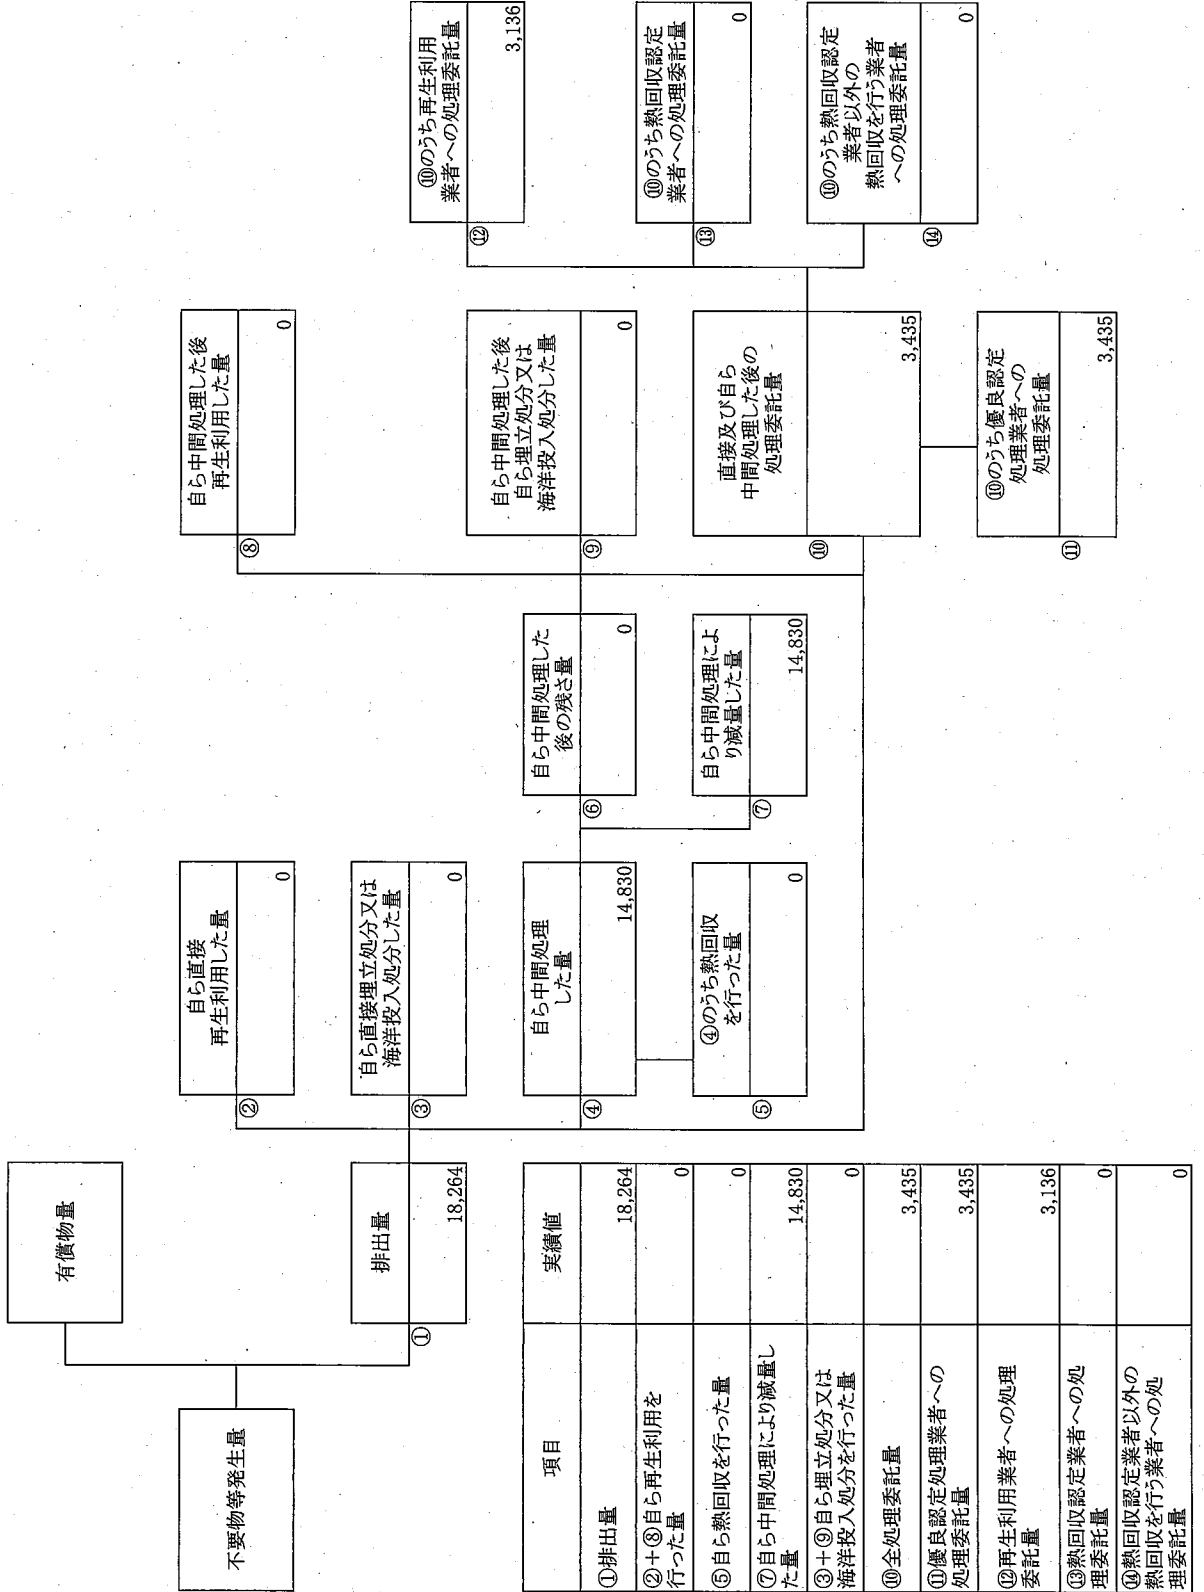 不要物等発生量
有償物量
排出量
①
18,264
自ら直接
再生利用した量
②
0
自ら直接埋立処分又は
海洋投入処分した量
③
0
自ら中間処理
した量
④
14,830
④のうち熱回収
を行った量
⑤
0
自ら中間処理した
後の残さ量
⑥
0
自ら中間処理によ
り減量した量
⑦
14,830
自ら中間処理した後
再生利用した量
⑧
0
自ら中間処理した後
自ら埋立処分又は
海洋投入処分した量
⑨
0
直接及び自ら
中間処理した後の
処理委託量
⑩
3,435
⑩のうち優良認定
処理業者への
処理委託量
⑪
3,435
⑩のうち再生利用
業者への処理委託量
⑫
3,136
⑩のうち熱回収認定
業者への処理委託量
⑬
0
⑩のうち熱回収認定
業者以外の
熱回収を行う業者
への処理委託量
⑭
0
項目 実績値
①排出量 18,264
②+⑧自ら再生利用を
行った量 0
⑤自ら熱回収を行った量 0
⑦自ら中間処理により減量し
た量 14,830
③+⑨自ら埋立処分又は
海洋投入処分を行った量 0
⑩全処理委託量 3,435
⑪優良認定処理業者への
処理委託量 3,435
⑫再生利用業者への処理
委託量 3,136
⑬熱回収認定業者への処
理委託量 0
⑭熱回収認定業者以外の
熱回収を行う業者への処
理委託量 0